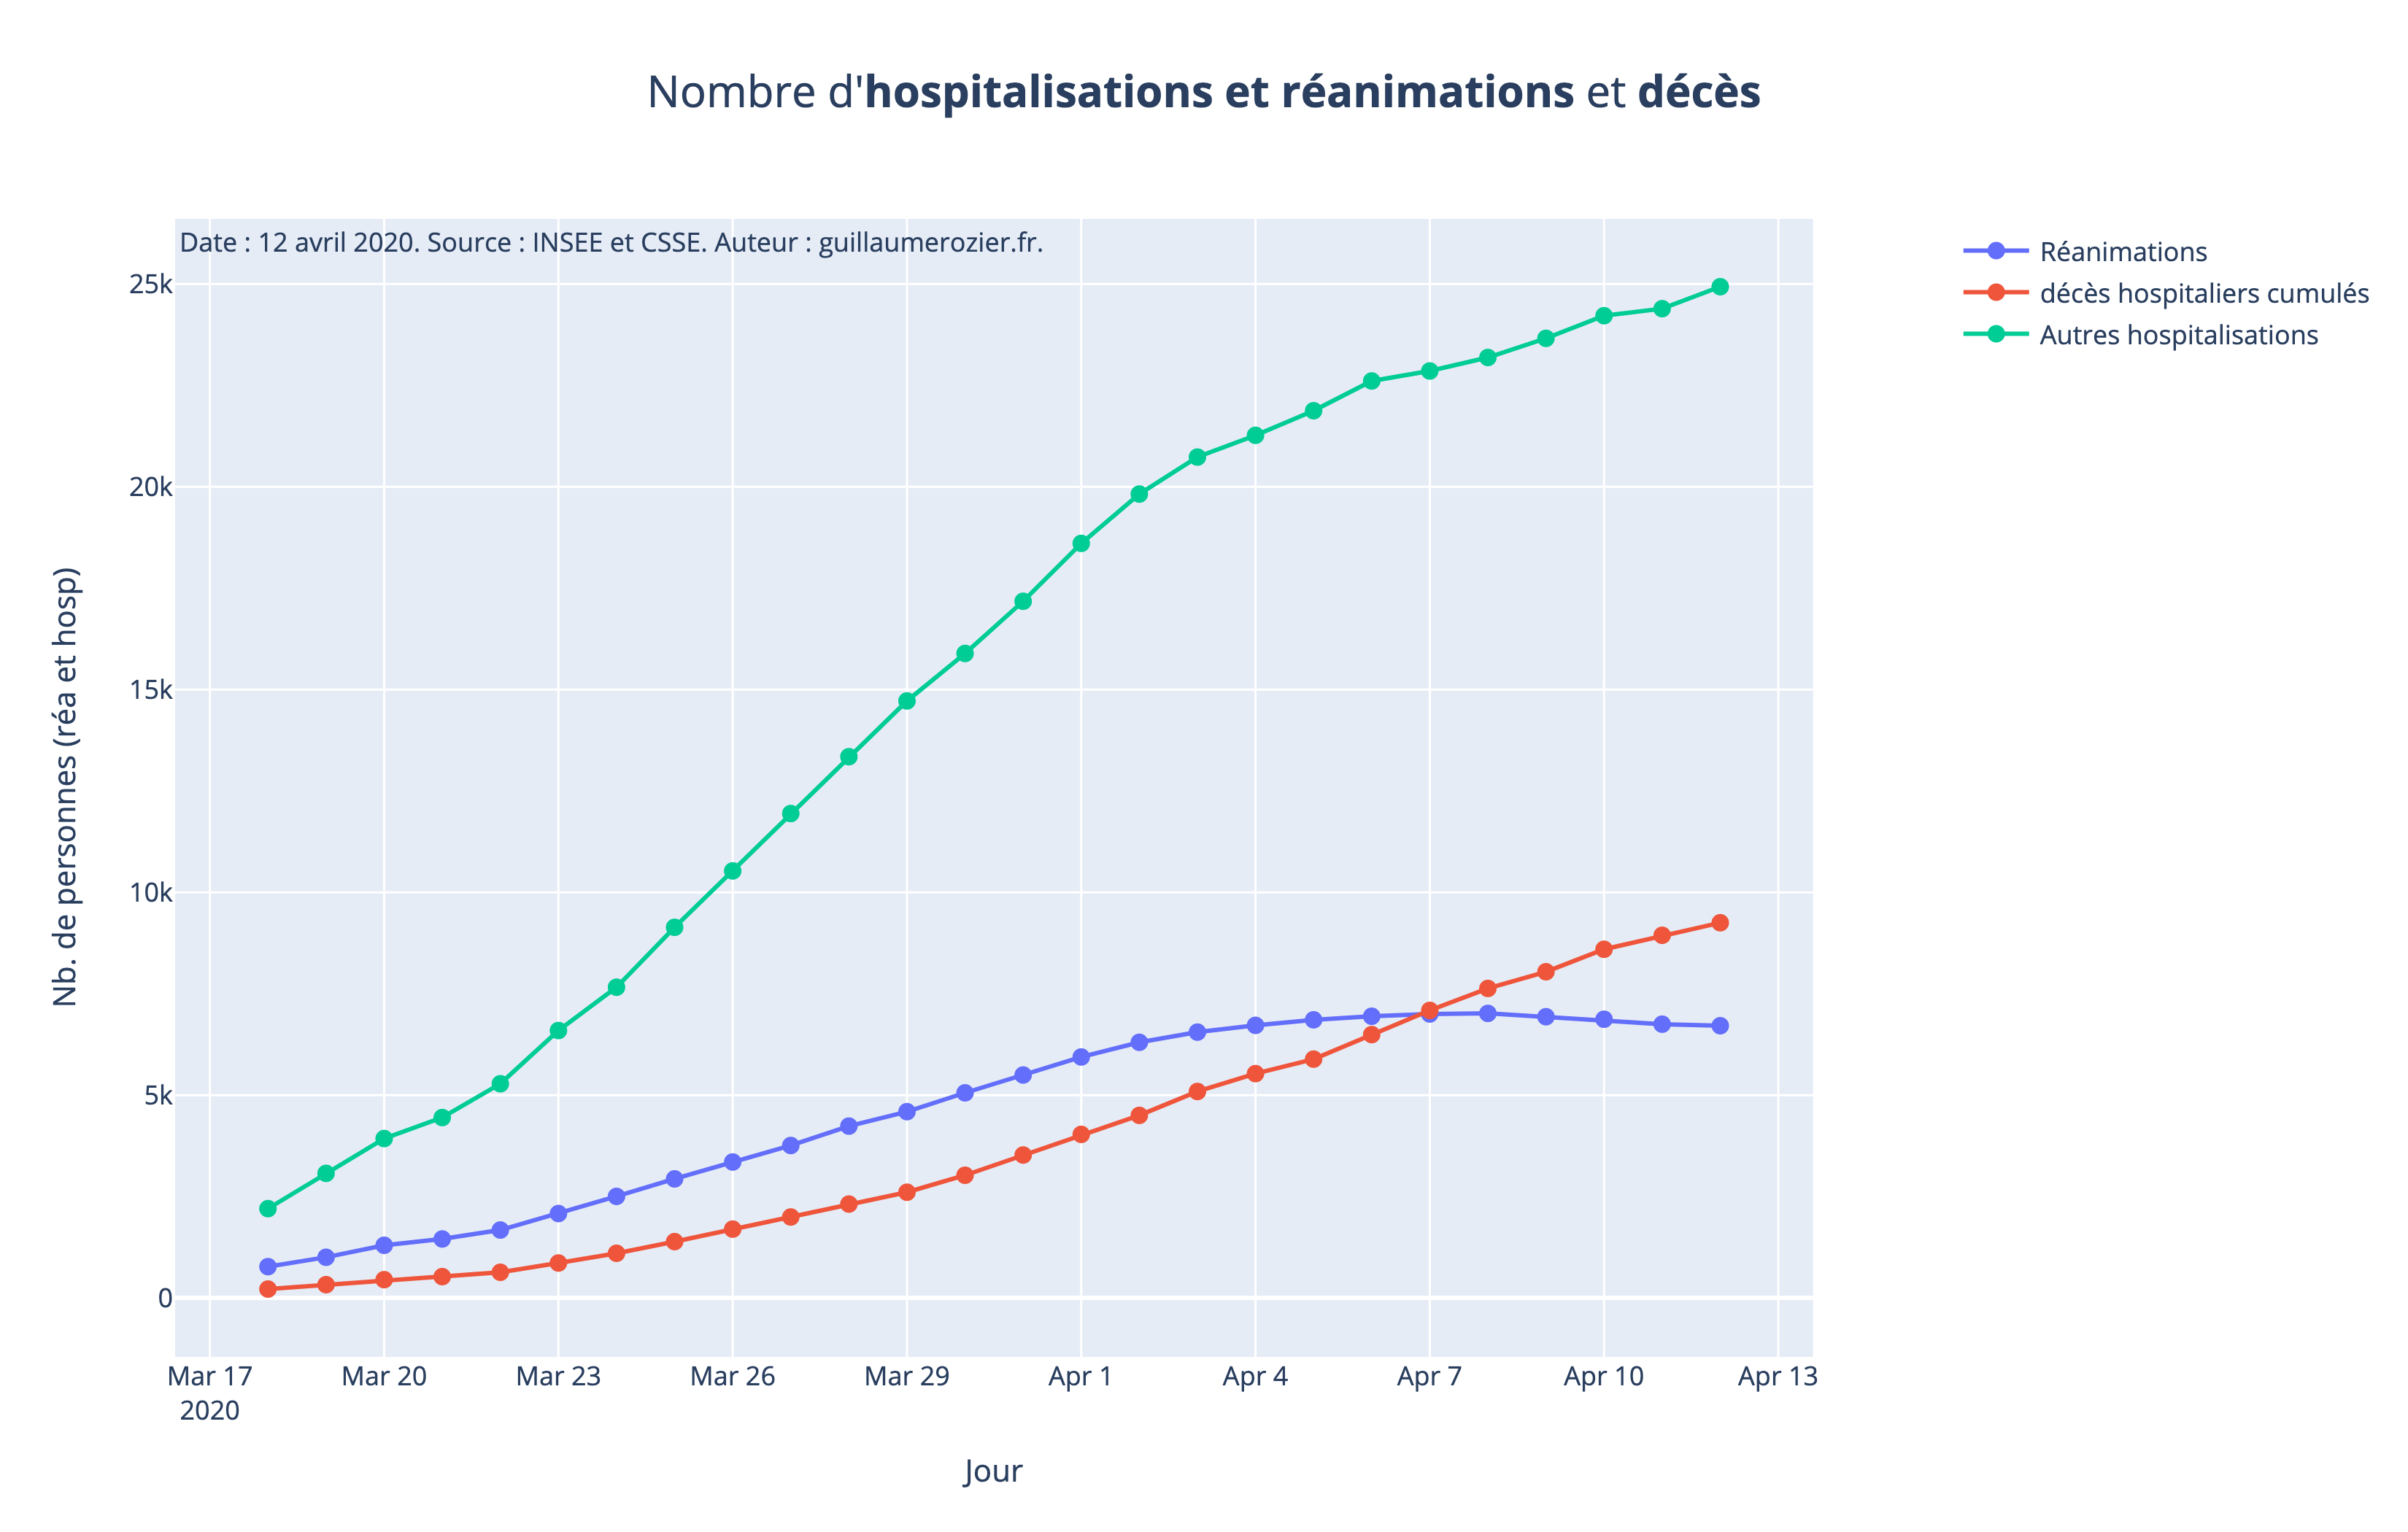 Nombre d'hospitalisations et réanimations et décès
Date : 12 avril 2020. Source : INSEE et CSSE. Auteur : guillaumerozier.fr.
Réanimations
décès hospitaliers cumulés
Autres hospitalisations
Nb. de personnes (réa et hosp)
25k
20k
15k
10k
5k
0
Mar 17 Mar 20 Mar 23 Mar 26 Mar 29 Apr 1 Apr 4 Apr 7 Apr 10 Apr 13
2020
Jour